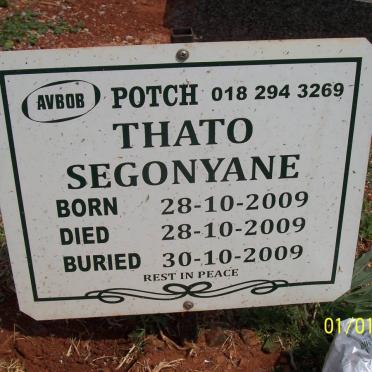 AVBOB POTCH 018 294 3269
THATO
SEGONYANE
BORN 28-10-2009
DIED 28-10-2009
BURIED 30-10-2009
REST IN PEACE
01/01